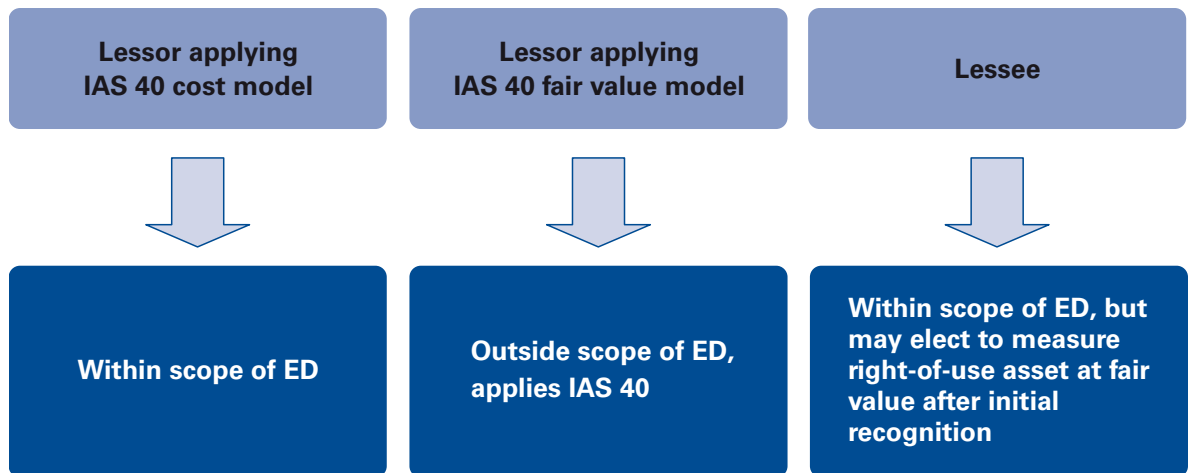 Lessor applying
IAS 40 cost model
Lessor applying
IAS 40 fair value model
Lessee
Within scope of ED
Outside scope of ED,
applies IAS 40
Within scope of ED, but
may elect to measure
right-of-use asset at fair
value after initial
recognition